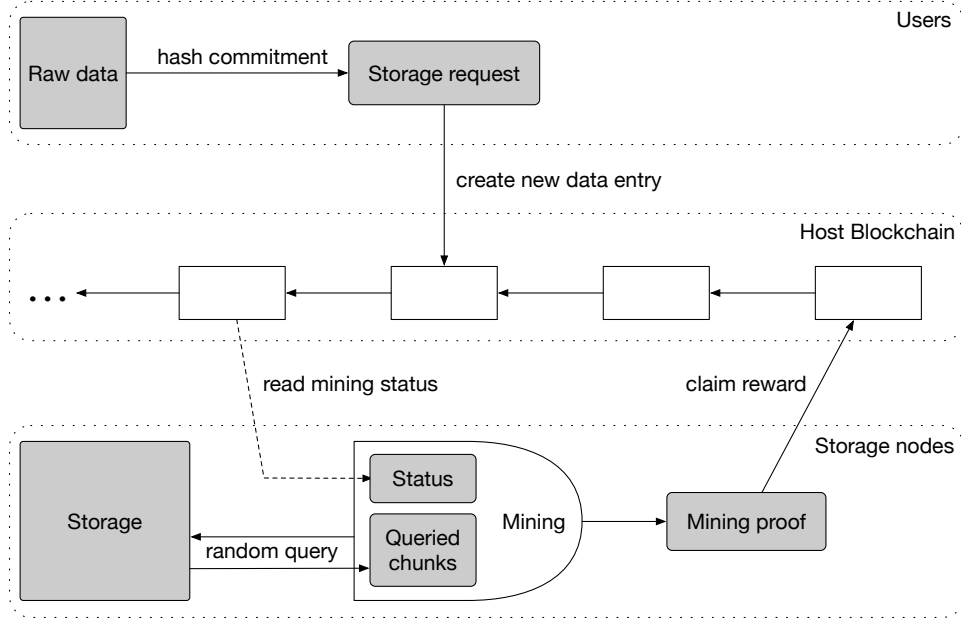 Users
Raw data
hash commitment
Storage request
create new data entry
Host Blockchain
...
read mining status
claim reward
Storage nodes
Storage
Status
Mining
Mining proof
random query
Queried
chunks